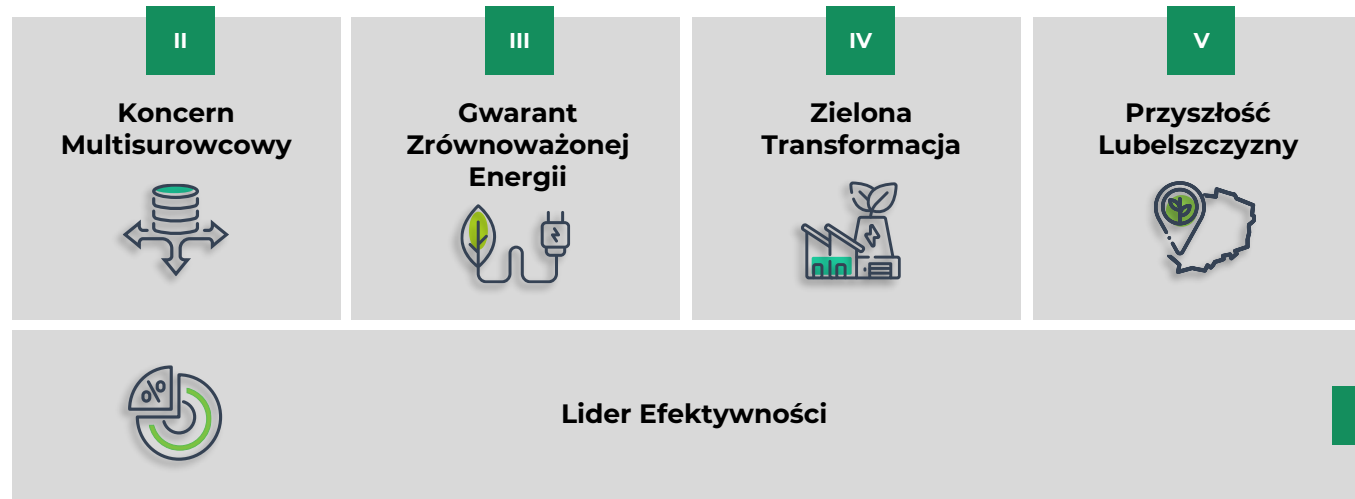 II
III
IV
V
Koncern
Multisurowcowy
Gwarant
Zrównoważonej
Energii
Zielona
Transformacja
Przyszłość
Lubelszczyzny
%
Lider Efektywności